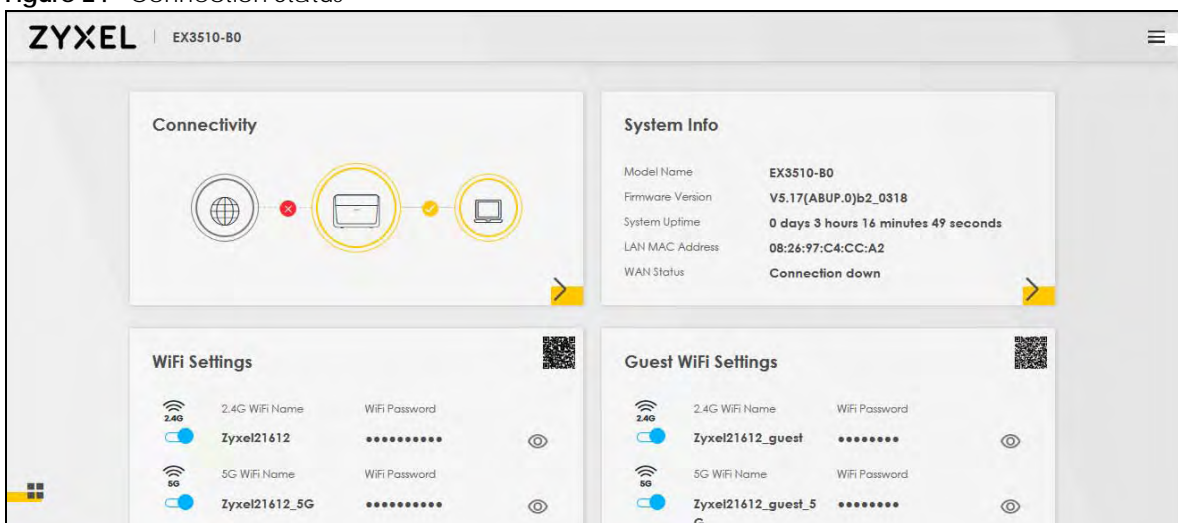 Figure 24 Connection Status
ZYXEL EX3510-B0
Connectivity
System Info
Model Name EX3510-B0
Firmware Version V5.17(ABUP.0)b2_0318
System Uptime 0 days 3 hours 16 minutes 49 seconds
LAN MAC Address 08:26:97:C4:CC:A2
WAN Status Connection down
WiFi Settings
2.4G
2.4G WiFi Name WiFi Password
Zyxel21612 ••••••••••
5G
5G WiFi Name WiFi Password
Zyxel21612_5G ••••••••••
Guest WiFi Settings
2.4G
2.4G WiFi Name WiFi Password
Zyxel21612_guest ••••••••
5G
5G WiFi Name WiFi Password
Zyxel21612_guest_5 ••••••••
G